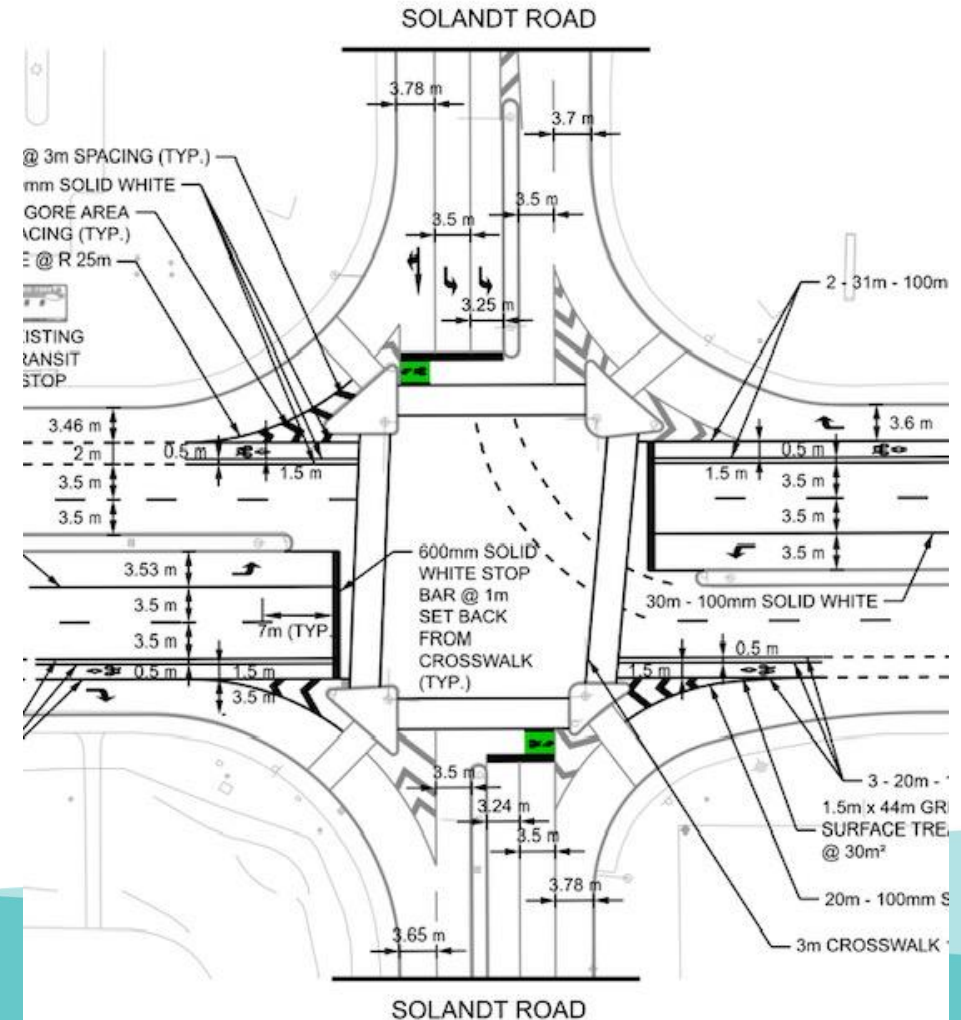 SOLANDT ROAD
3.78 m
3.7 m
@ 3m SPACING (TYP.)
mm SOLID WHITE
GORE AREA
ACING (TYP.)
E @ R 25m
3.5 m
3.5 m
3.25 m
2 - 31m - 100m
ISTING
RANSIT
STOP
3.46 m
2 m
0.5 m
1.5 m
3.5 m
3.5 m
3.6 m
0.5 m
1.5 m
3.5 m
3.5 m
3.53 m
3.5 m
7m (TYP.
3.5 m
0.5 m
1.5 m
3.5 m
600mm SOLID
WHITE STOP
BAR @ 1m
SET BACK
FROM
CROSSWALK
(TYP.)
30m - 100mm SOLID WHITE
0.5 m
1.5 m
3.5 m
3.24 m
3.5 m
3.78 m
3.65 m
3 - 20m -
1.5m x 44m GR
SURFACE TRE
@ 30m²
20m - 100mm S
3m CROSSWALK
SOLANDT ROAD